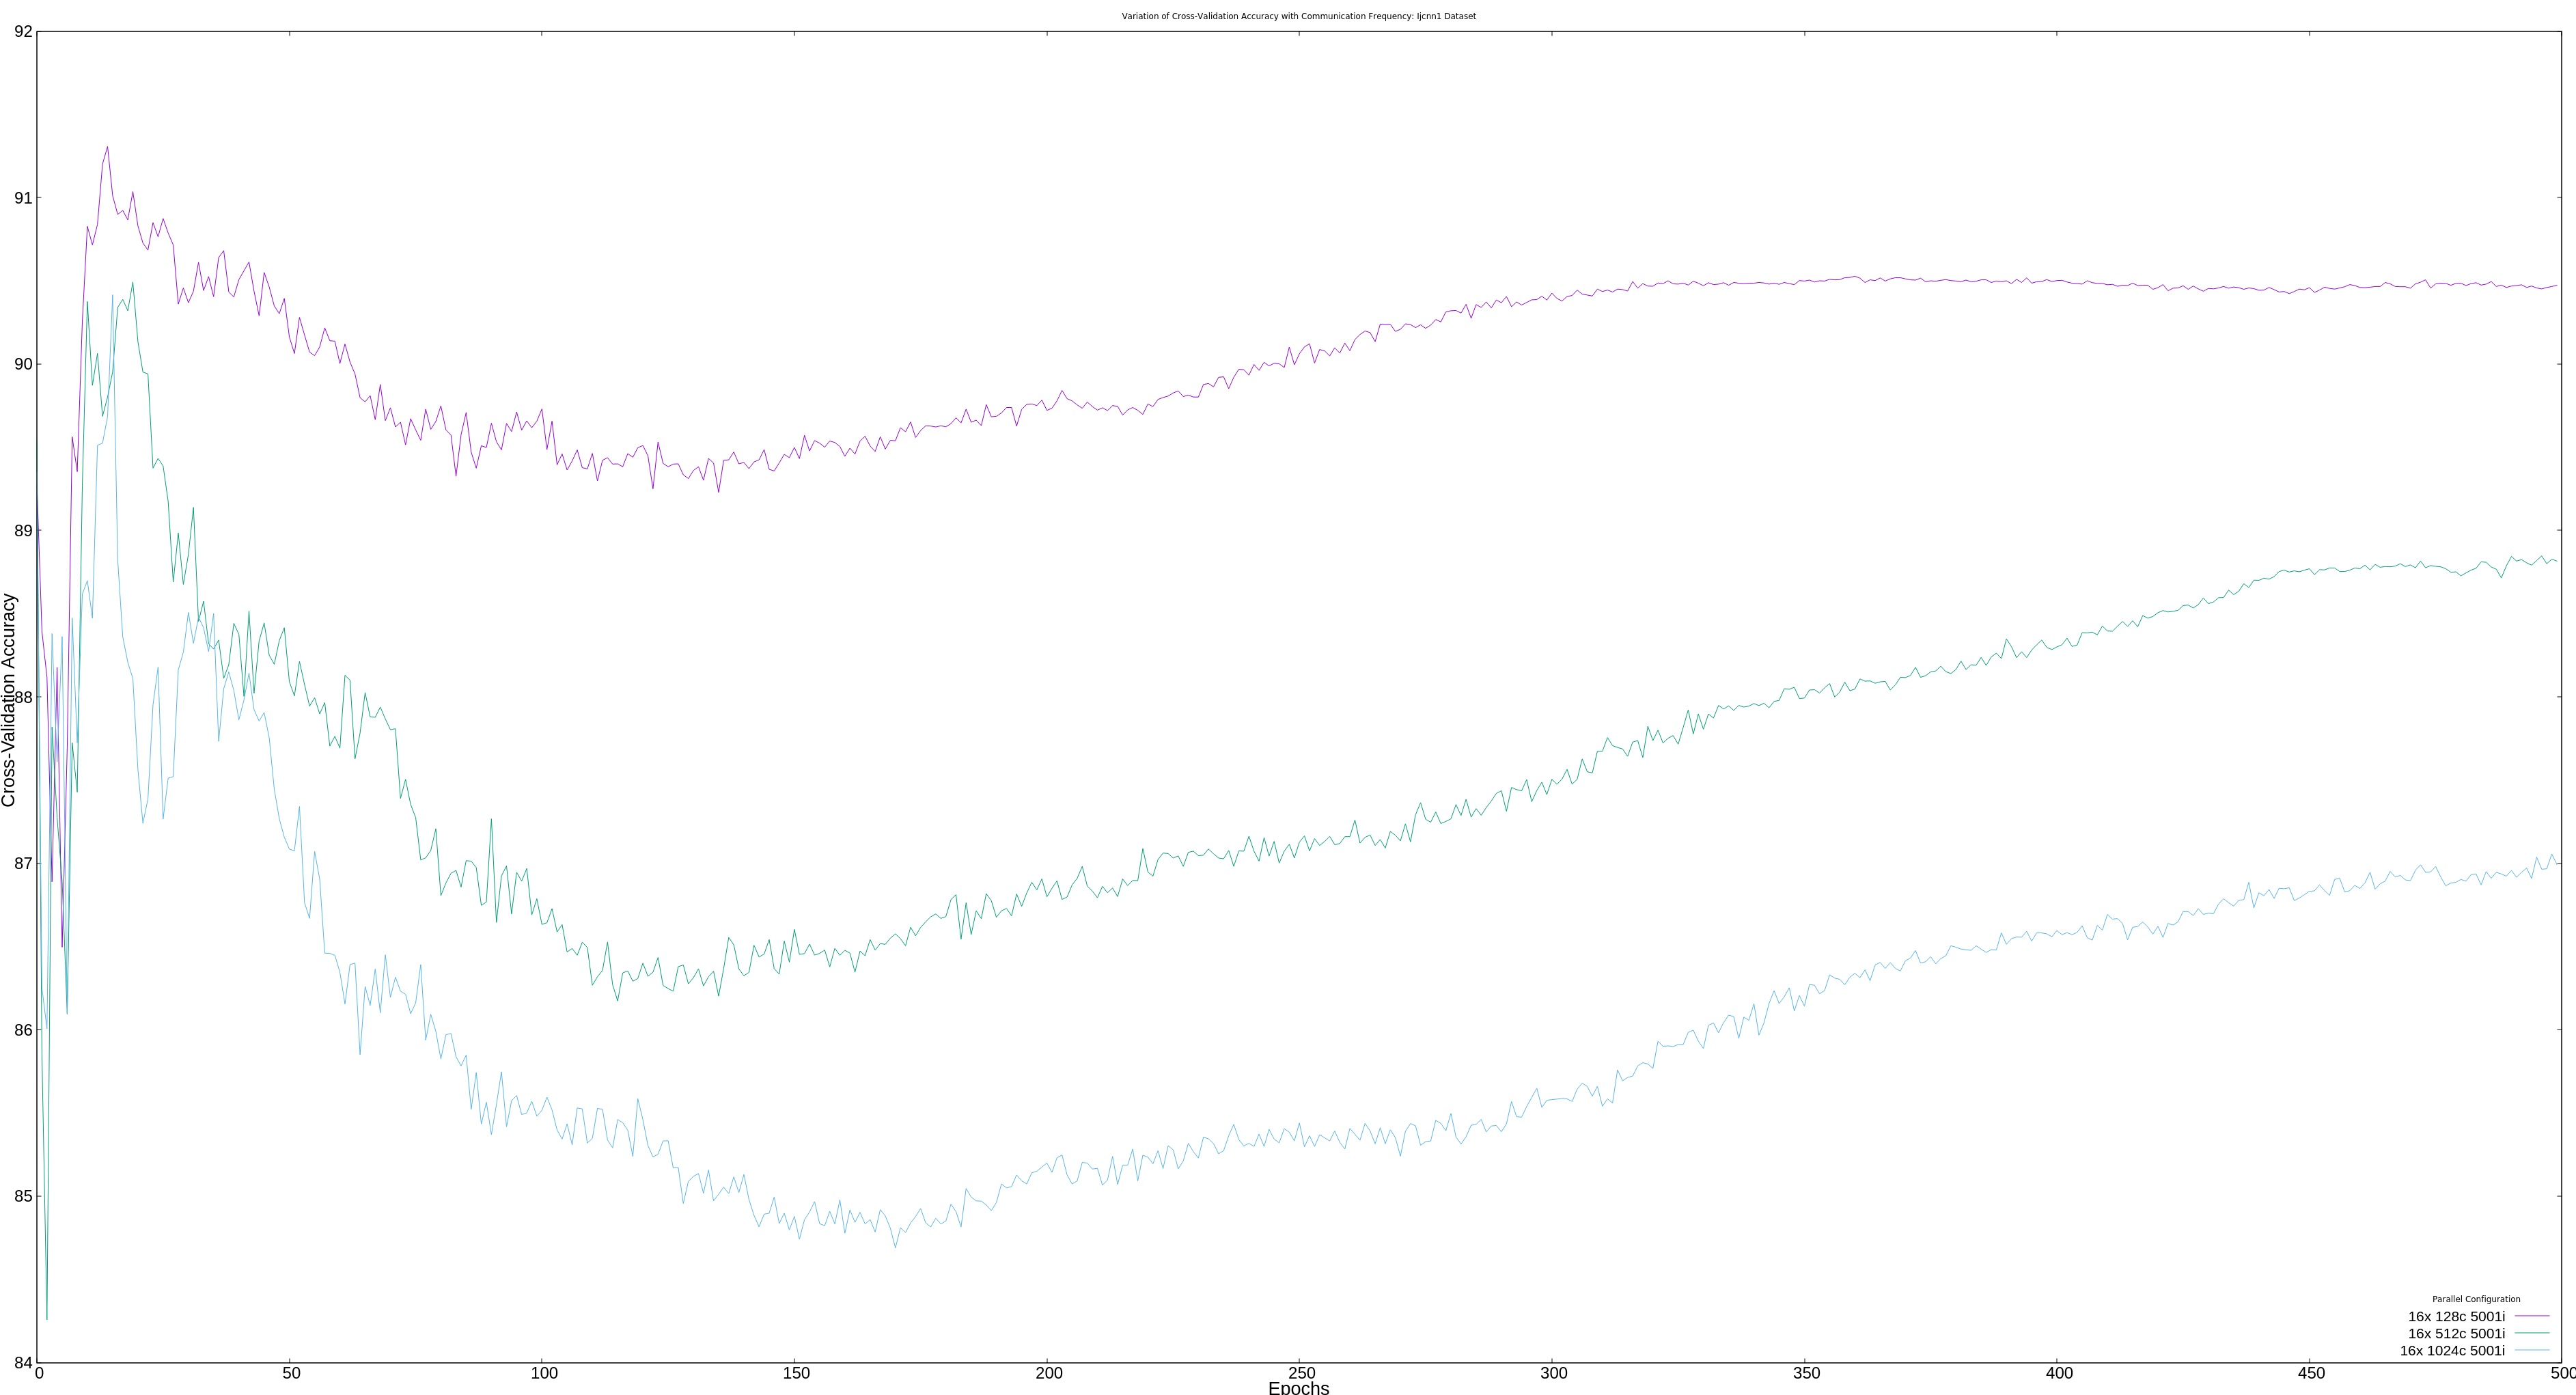 Variation of Cross-Validation Accuracy with Communication Frequency: Ijcnn1 Dataset
92
91
90
89
88
87
86
85
84
Cross-Validation Accuracy
0 50 100 150 200 250 300 350 400 450 500
Epochs
Parallel Configuration
16x 128c 5001i
16x 512c 5001i
16x 1024c 5001i